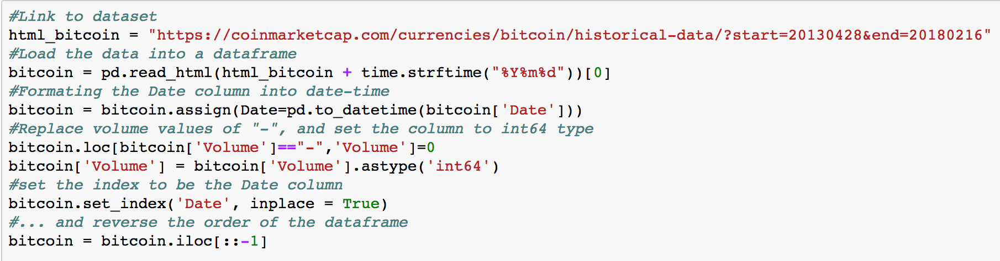 #Link to dataset
html_bitcoin = "https://coinmarketcap.com/currencies/bitcoin/historical-data/?start=20130428&end=20180216"
#Load the data into a dataframe
bitcoin = pd.read_html(html_bitcoin + time.strftime("%Y%m%d"))[0]
#Formating the Date column into date-time
bitcoin = bitcoin.assign(Date=pd.to_datetime(bitcoin['Date']))
#Replace volume values of "-", and set the column to int64 type
bitcoin.loc[bitcoin['Volume']=="-",'Volume']=0
bitcoin['Volume'] = bitcoin['Volume'].astype('int64')
#set the index to be the Date column
bitcoin.set_index('Date', inplace = True)
#... and reverse the order of the dataframe
bitcoin = bitcoin.iloc[::-1]